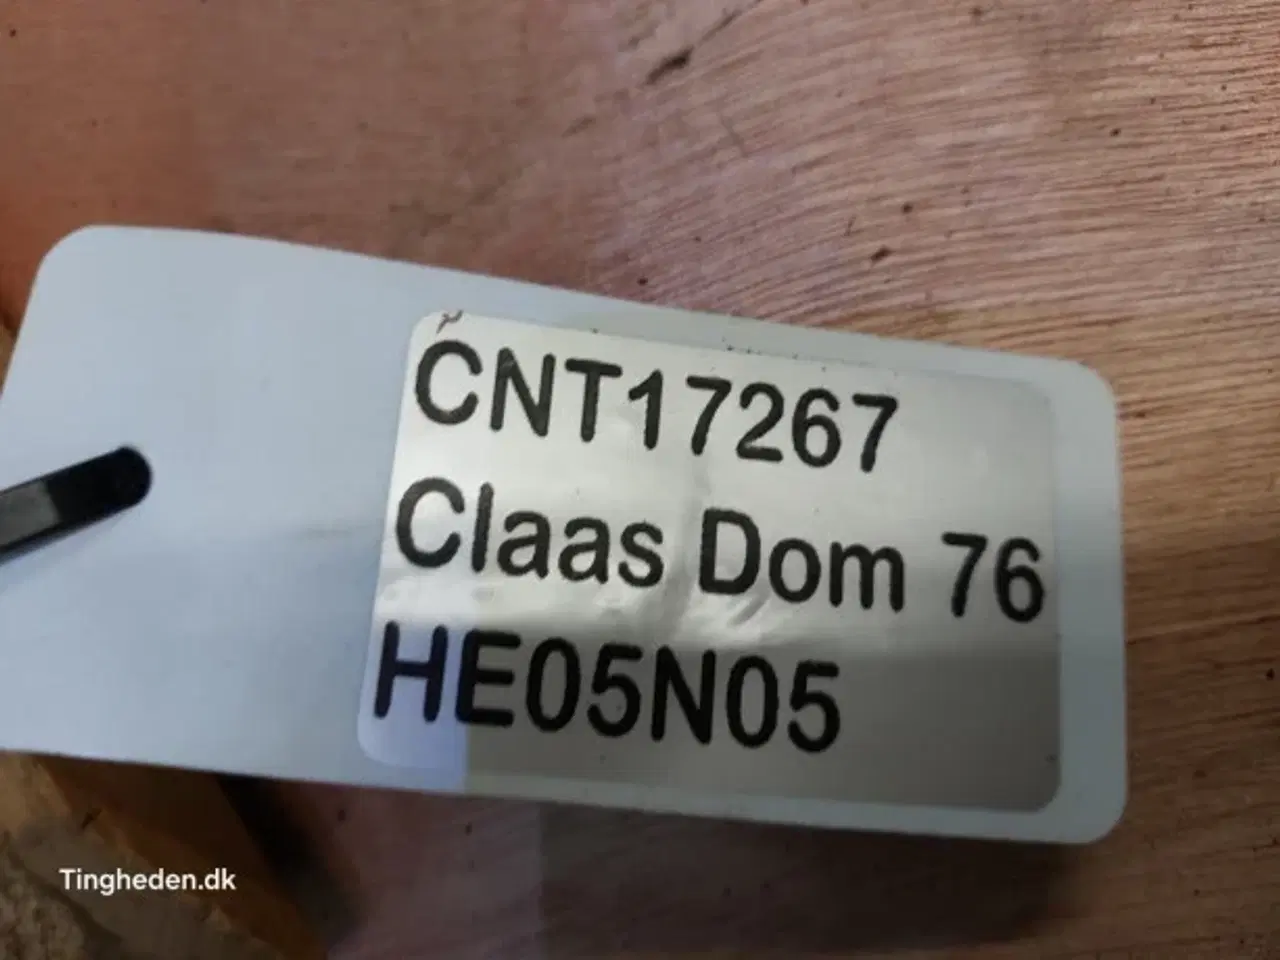 CNT17267
Claas Dom 76
HE05N05
Tingheden.dk